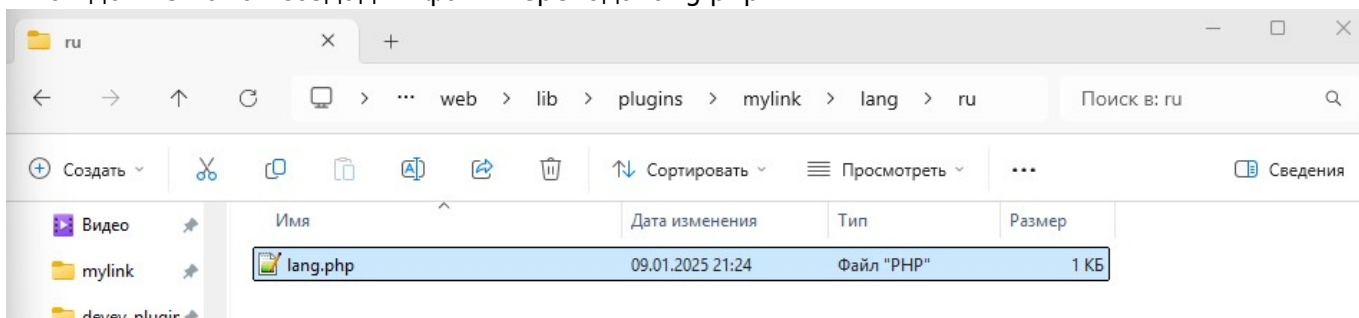 ru
web > lib > plugins > mylink > lang > ru
Поиск в: ru
Создать
Сортировать
Просмотреть
Сведения
Видео
Имя
Дата изменения
Тип
Размер
mylink
lang.php
09.01.2025 21:24
Файл "PHP"
1 КБ